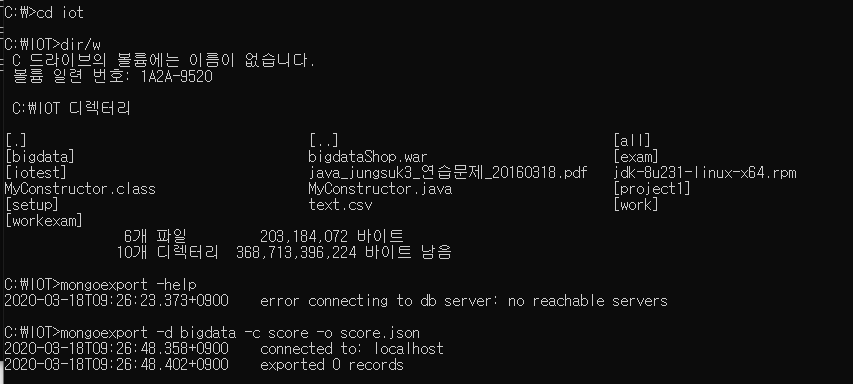 C:\>cd iot
C:\IOT>dir/w
C 드라이브의 볼륨에는 이름이 없습니다.
볼륨 일련 번호: 1A2A-9520
C:\IOT 디렉터리
[.] [..] [all]
[bigdata] bigdataShop.war [exam]
[iotest] java_jungsuk3_연습문제_20160318.pdf jdk-8u231-linux-x64.rpm
MyConstructor.class MyConstructor.java [project1]
[setup] text.csv [work]
[workexam]
6개 파일 203,184,072 바이트
10개 디렉터리 368,713,396,224 바이트 남음
C:\IOT>mongoexport -help
2020-03-18T09:26:23.373+0900 error connecting to db server: no reachable servers
C:\IOT>mongoexport -d bigdata -c score -o score.json
2020-03-18T09:26:48.358+0900 connected to: localhost
2020-03-18T09:26:48.402+0900 exported 0 records